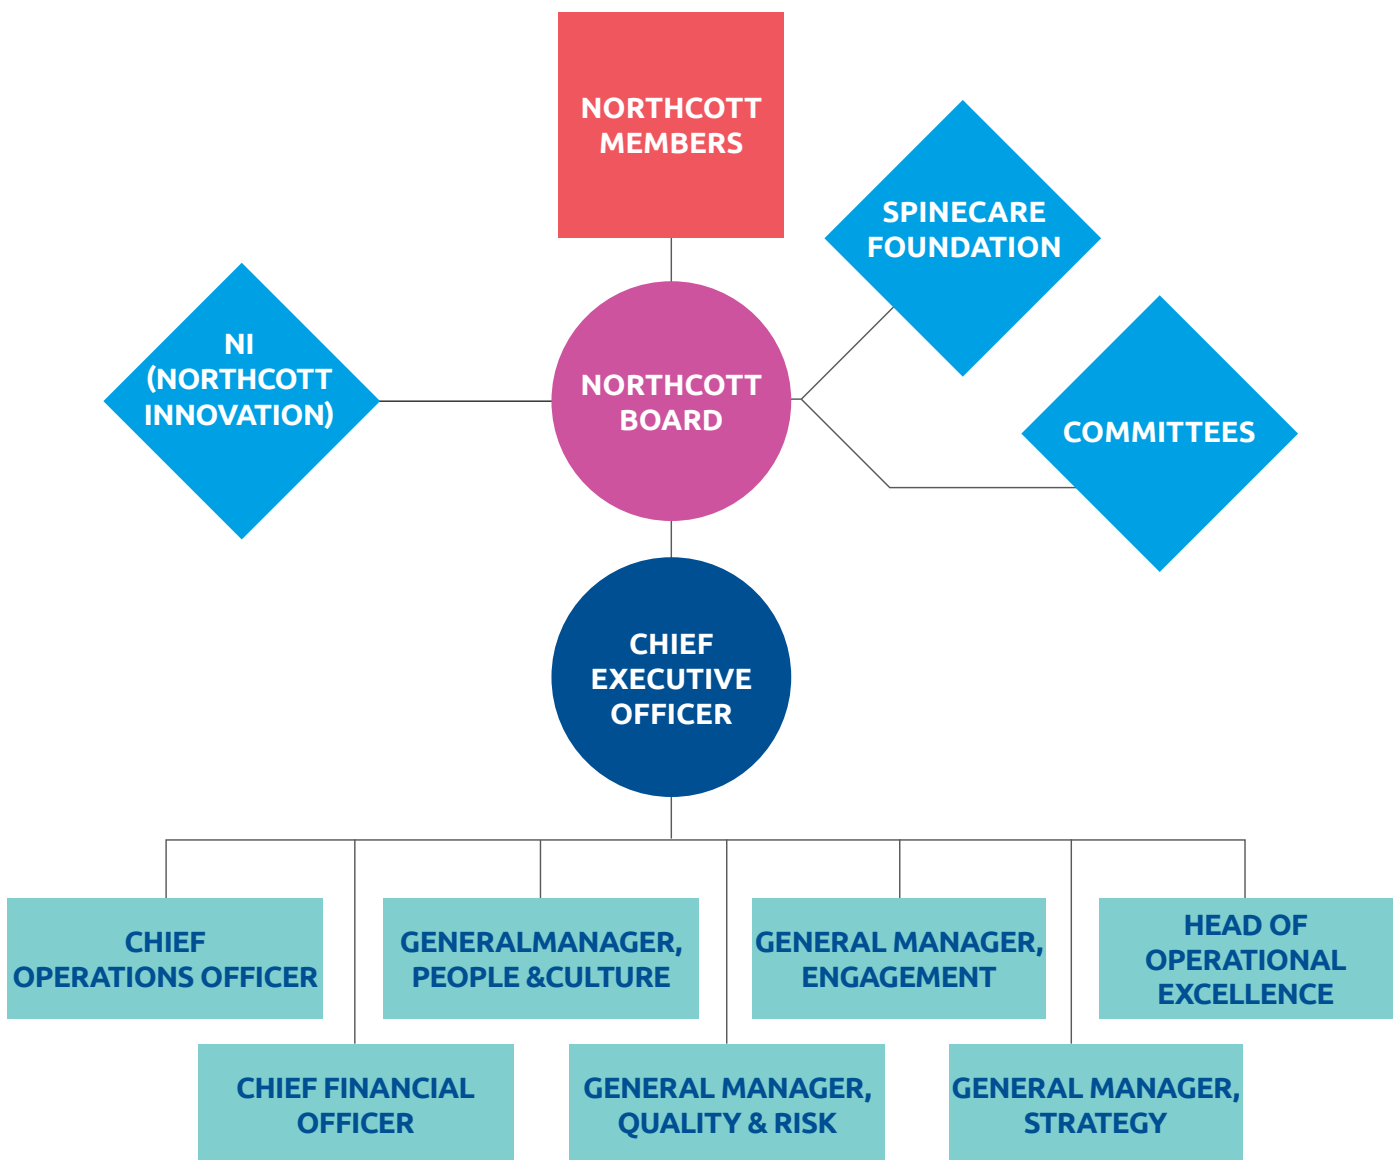 NORTHCOTT
MEMBERS
SPINECARE
FOUNDATION
NI
(NORTHCOTT
INNOVATION)
NORTHCOTT
BOARD
COMMITTEES
CHIEF
EXECUTIVE
OFFICER
CHIEF
OPERATIONS OFFICER
GENERALMANAGER,
PEOPLE &CULTURE
GENERAL MANAGER,
ENGAGEMENT
HEAD OF
OPERATIONAL
EXCELLENCE
CHIEF FINANCIAL
OFFICER
GENERAL MANAGER,
QUALITY & RISK
GENERAL MANAGER,
STRATEGY